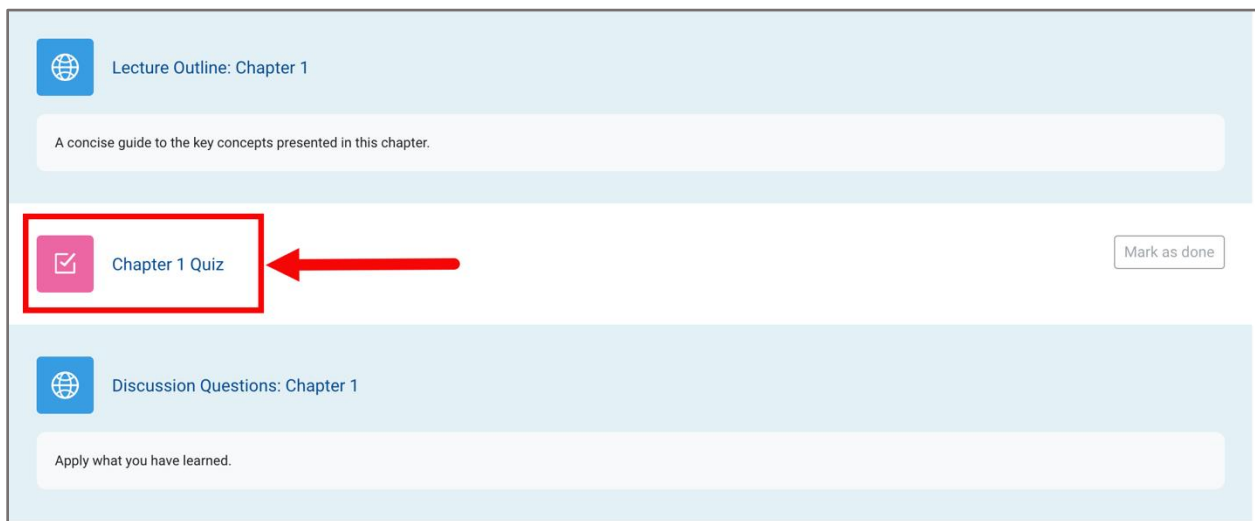 Lecture Outline: Chapter 1
A concise guide to the key concepts presented in this chapter.
Chapter 1 Quiz
Mark as done
Discussion Questions: Chapter 1
Apply what you have learned.